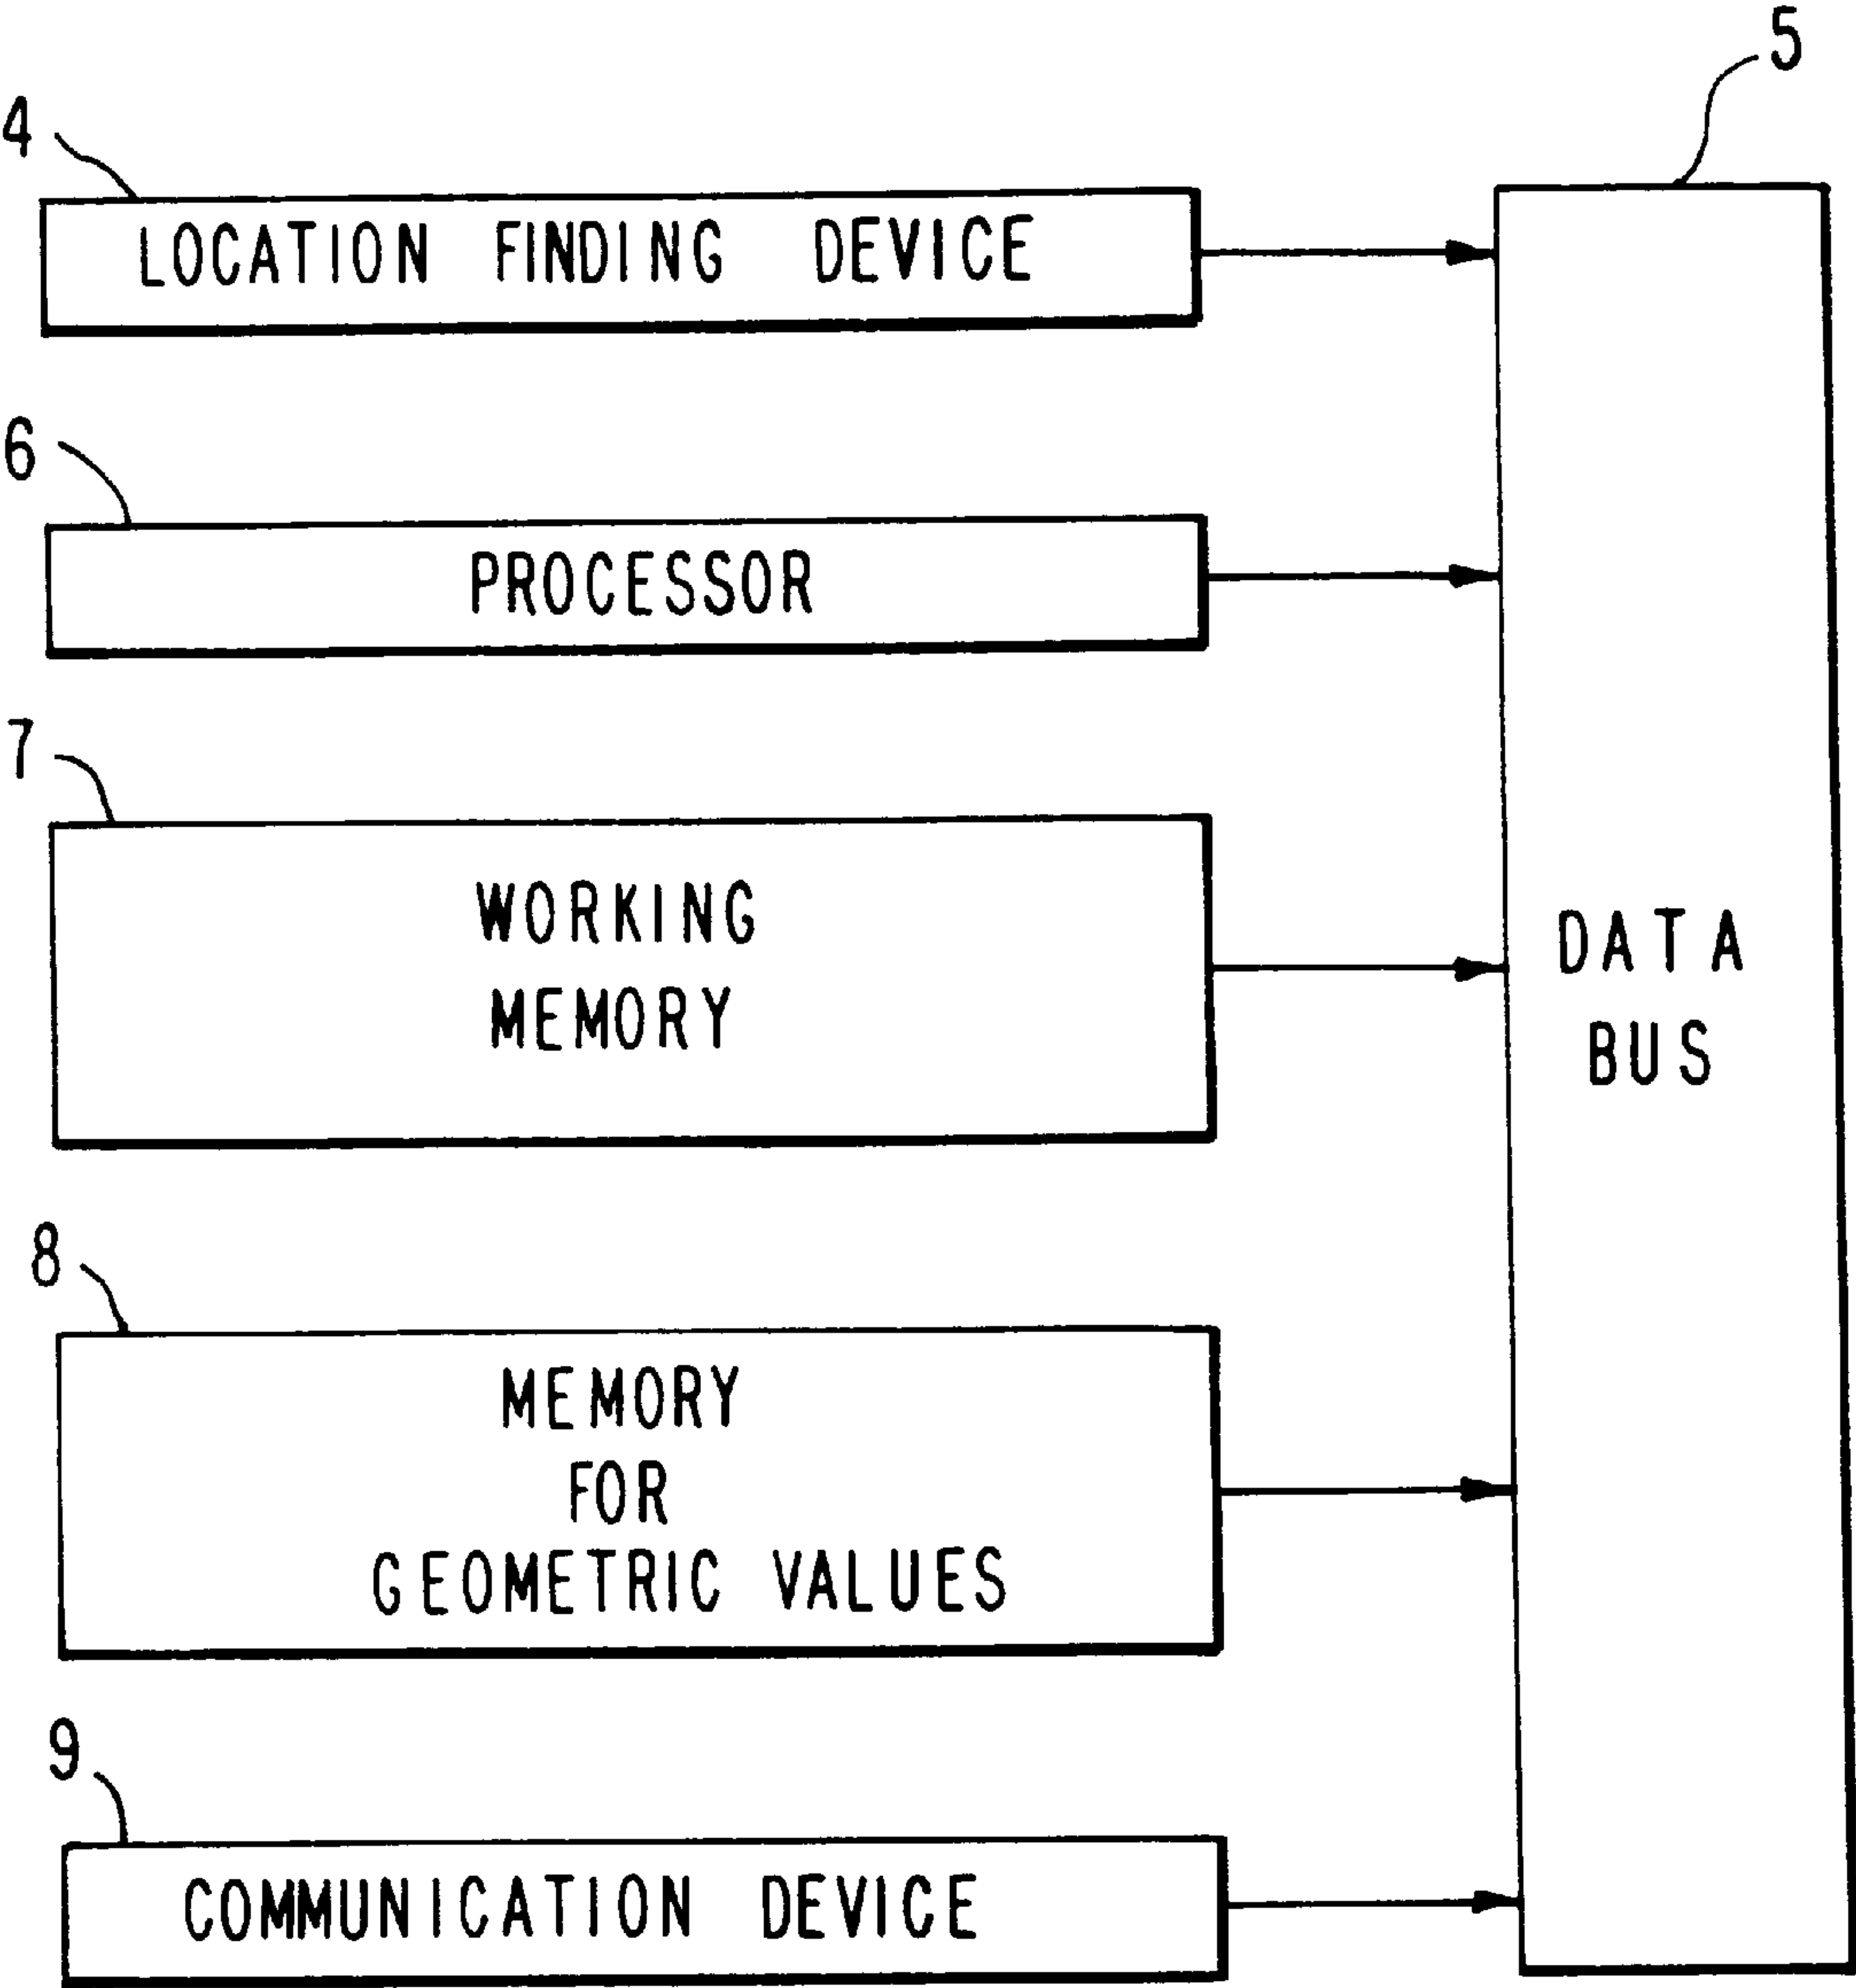 5
4
LOCATION FINDING DEVICE
6
PROCESSOR
7
WORKING
MEMORY
DATA
BUS
8
MEMORY
FOR
GEOMETRIC VALUES
9
COMMUNICATION DEVICE